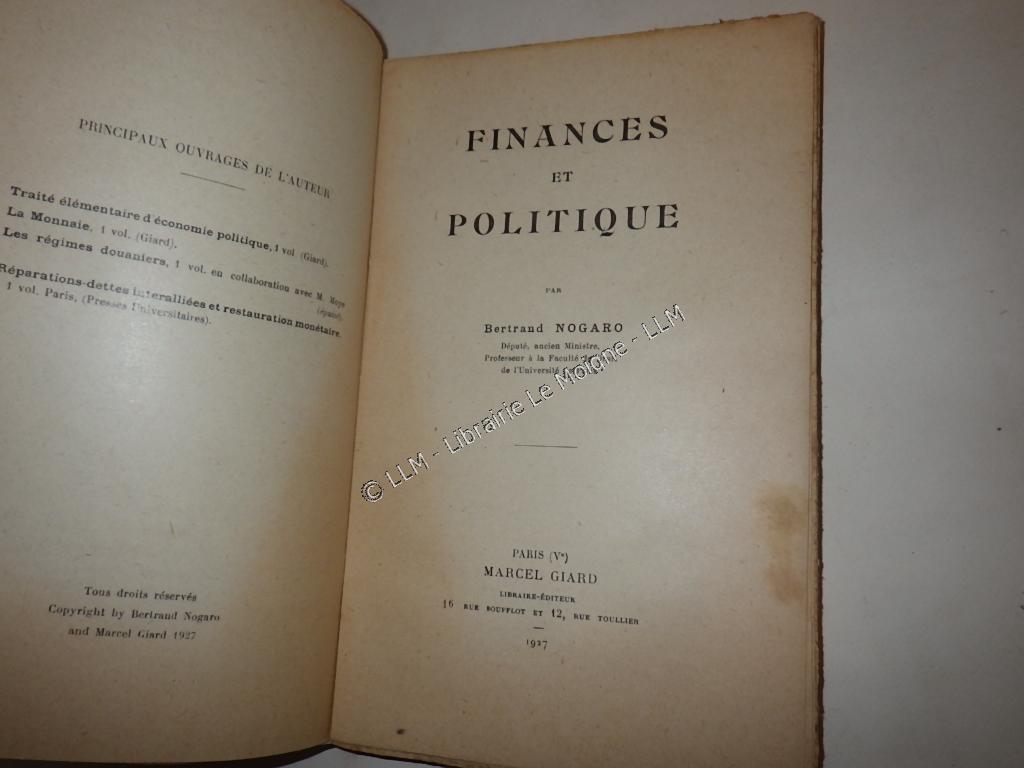 PRINCIPAUX OUVRAGES DE L'AUTEUR
Traité élémentaire d'économie politique, 1 vol (Giard).
La Monnaie, 1 vol. (Giard).
Les régimes douaniers, 1 vol. en collaboration avec M. Moye
(épuisé).
Réparations-dettes interalliées et restauration monétaire.
1 vol. Paris, (Presses Universitaires).
Tous droits réservés
Copyright by Bertrand Nogaro
and Marcel Giard 1927
FINANCES
ET
POLITIQUE
PAR
Bertrand NOGARO
Député, ancien Ministre,
Professeur à la Faculté
de l'Université
PARIS (Ve)
MARCEL GIARD
LIBRAIRE-ÉDITEUR
16 RUE SOUFFLOT ET 12, RUE TOULLIER
1927
© LLM - Librairie Le Moigne - LLM